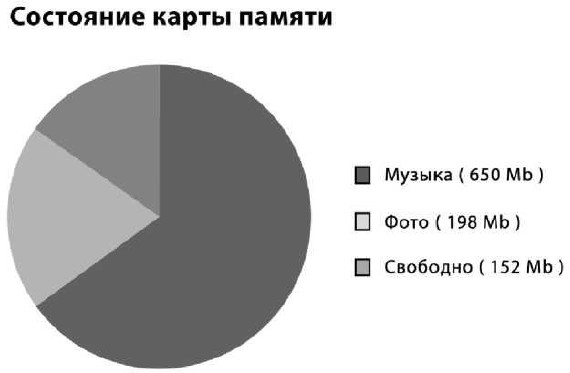 Состояние карты памяти
Музыка ( 650 Mb )
Фото ( 198 Mb )
Свободно ( 152 Mb )